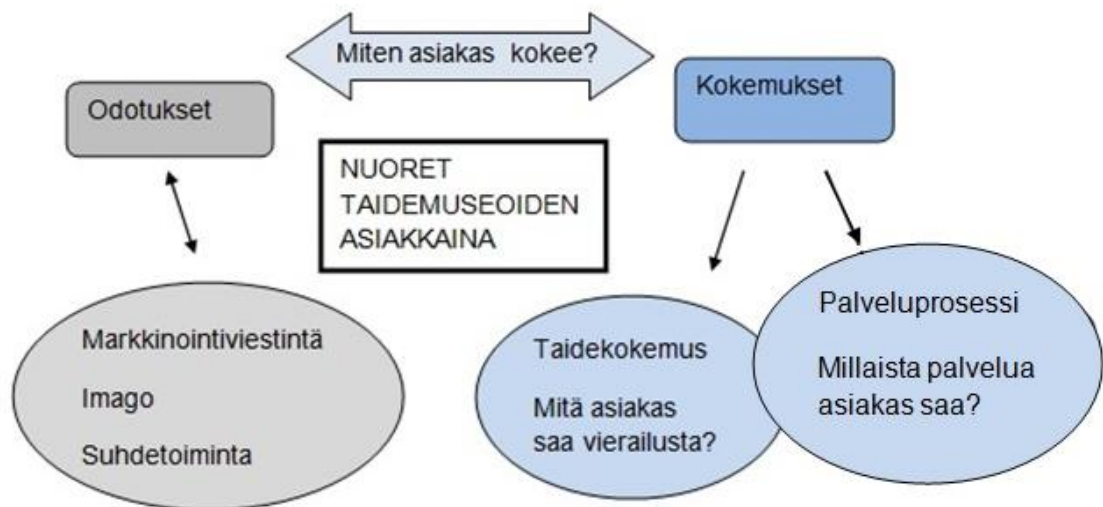 Miten asiakas kokee?
Odotukset
Kokemukset
NUORET
TAIDEMUSEOIDEN
ASIAKKAINA
Markkinointiviestintä
Imago
Suhdetoiminta
Taidekokemus
Mitä asiakas
saa vierailusta?
Palveluprosessi
Millaista palvelua
asiakas saa?